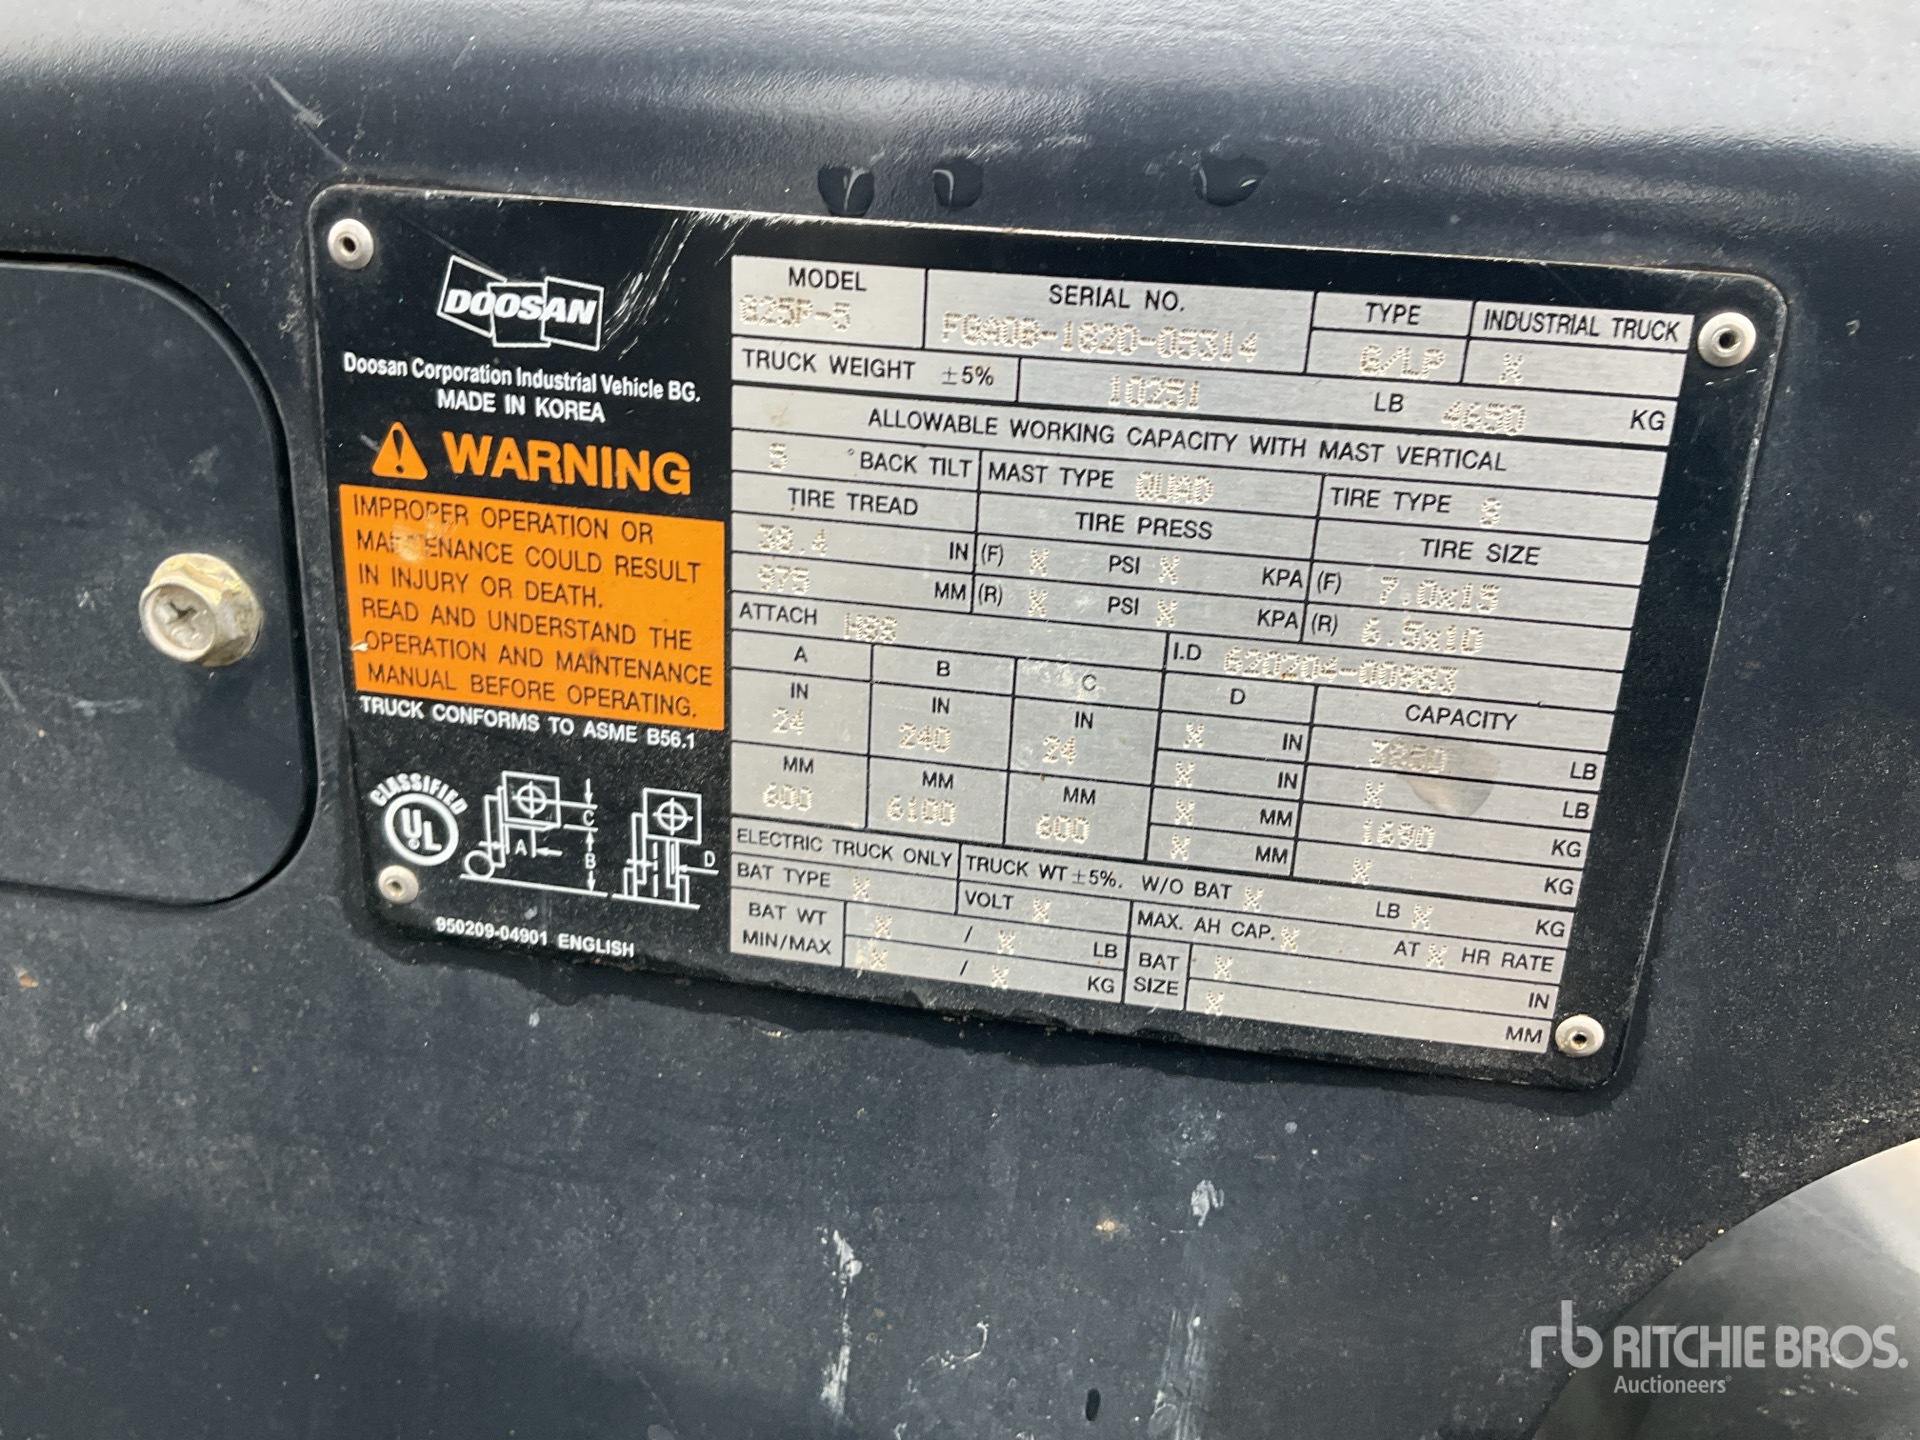 DOOSAN
Doosan Corporation Industrial Vehicle BG.
MADE IN KOREA
WARNING
IMPROPER OPERATION OR
MAINTENANCE COULD RESULT
IN INJURY OR DEATH.
READ AND UNDERSTAND THE
OPERATION AND MAINTENANCE
MANUAL BEFORE OPERATING.
TRUCK CONFORMS TO ASME B56.1
CLASSIFIED
UL
A B C D
950209-04901 ENGLISH
MODEL SERIAL NO. TYPE INDUSTRIAL TRUCK
G25P-5 FGA0B-1820-05314 G/LP X
TRUCK WEIGHT ±5% 10251 LB 4650 KG
ALLOWABLE WORKING CAPACITY WITH MAST VERTICAL
5 °BACK TILT MAST TYPE QUAD TIRE TYPE S
TIRE TREAD TIRE PRESS TIRE SIZE
38.4 IN (F) X PSI X KPA (F) 7.0x15
975 MM (R) X PSI X KPA (R) 6.5x10
ATTACH I.D
A B C D CAPACITY
IN IN IN X IN 3250 LB
24 240 24 X IN X LB
MM MM MM X MM 1690 KG
600 6100 600 X MM X KG
ELECTRIC TRUCK ONLY TRUCK WT ±5%. W/O BAT X LB X KG
BAT TYPE X VOLT X MAX. AH CAP. X AT X HR RATE
BAT WT X / X LB BAT X IN
MIN/MAX X / X KG SIZE X MM
rb RITCHIE BROS.
Auctioneers